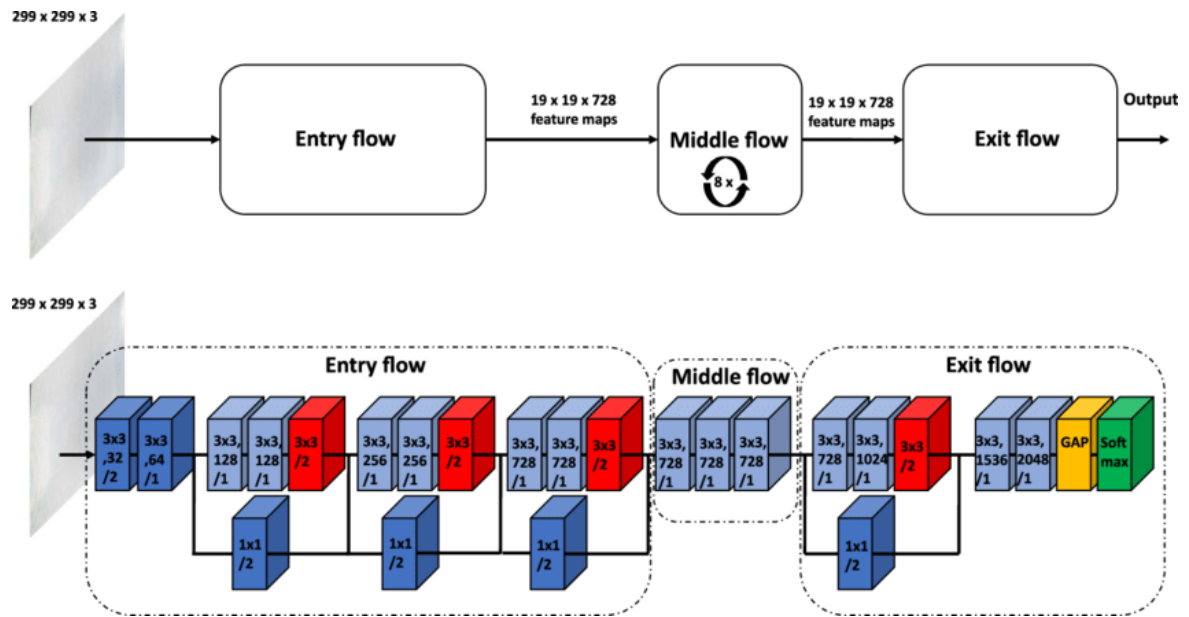 299 x 299 x 3
Entry flow
19 x 19 x 728
feature maps
Middle flow
8 x
19 x 19 x 728
feature maps
Exit flow
Output
299 x 299 x 3
Entry flow
Middle flow
Exit flow
3x3
,32
/2
3x3
,64
/1
3x3,
128
/1
3x3,
128
/1
3x3
/2
3x3,
256
/1
3x3,
256
/1
3x3
/2
3x3,
728
/1
3x3,
728
/1
3x3
/2
3x3,
728
/1
3x3,
728
/1
3x3,
728
/1
3x3,
728
/1
3x3,
1024
/1
3x3
/2
3x3,
1536
/1
3x3,
2048
/1
GAP
Soft
max
1x1
/2
1x1
/2
1x1
/2
1x1
/2